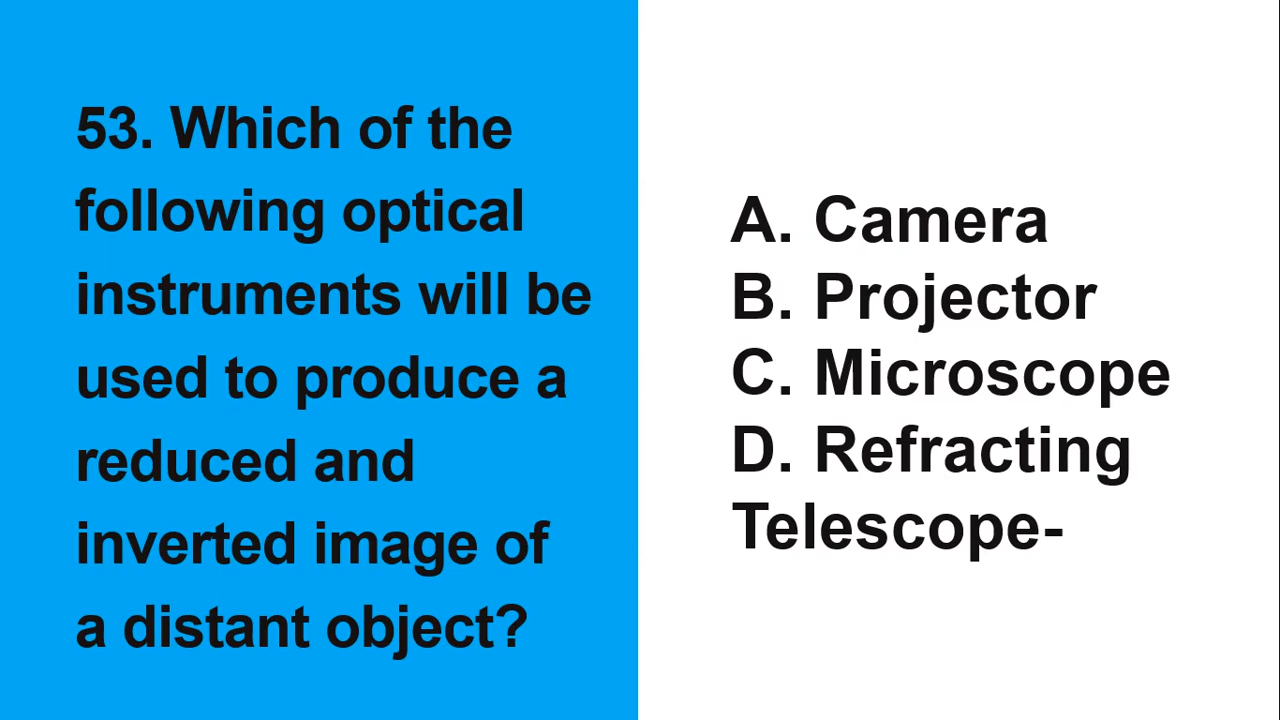 53. Which of the
following optical
instruments will be
used to produce a
reduced and
inverted image of
a distant object?
A. Camera
B. Projector
C. Microscope
D. Refracting
Telescope-